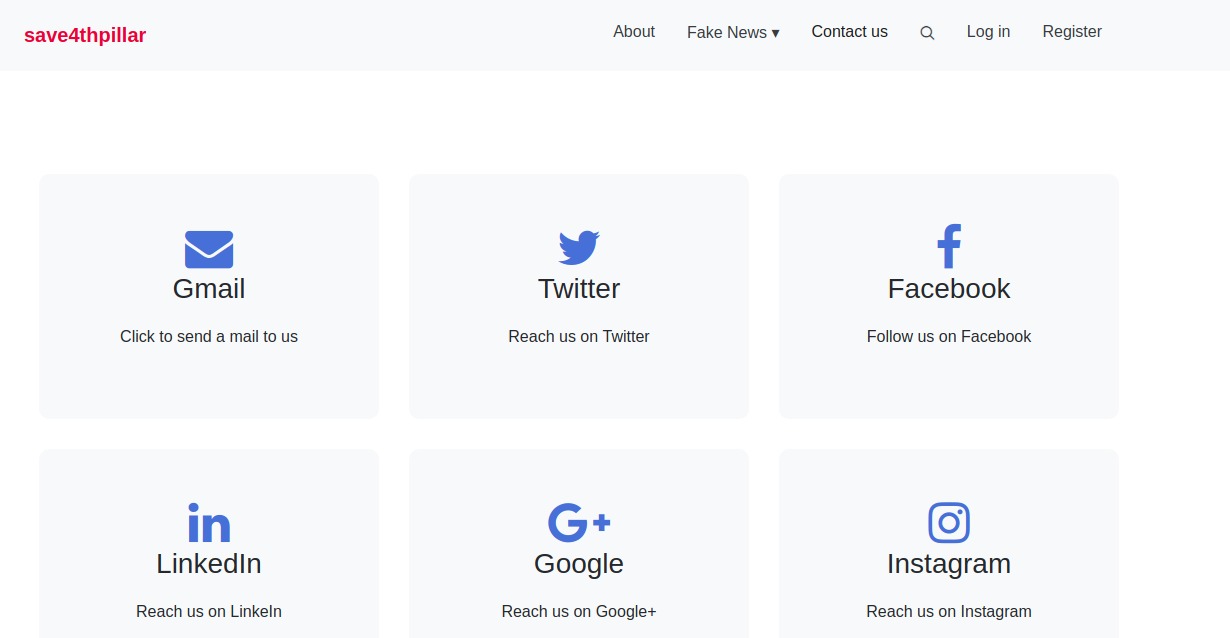 save4thpillar
About
Fake News ▾
Contact us
Log in
Register
Gmail
Click to send a mail to us
Twitter
Reach us on Twitter
Facebook
Follow us on Facebook
LinkedIn
Reach us on LinkeIn
Google
Reach us on Google+
Instagram
Reach us on Instagram